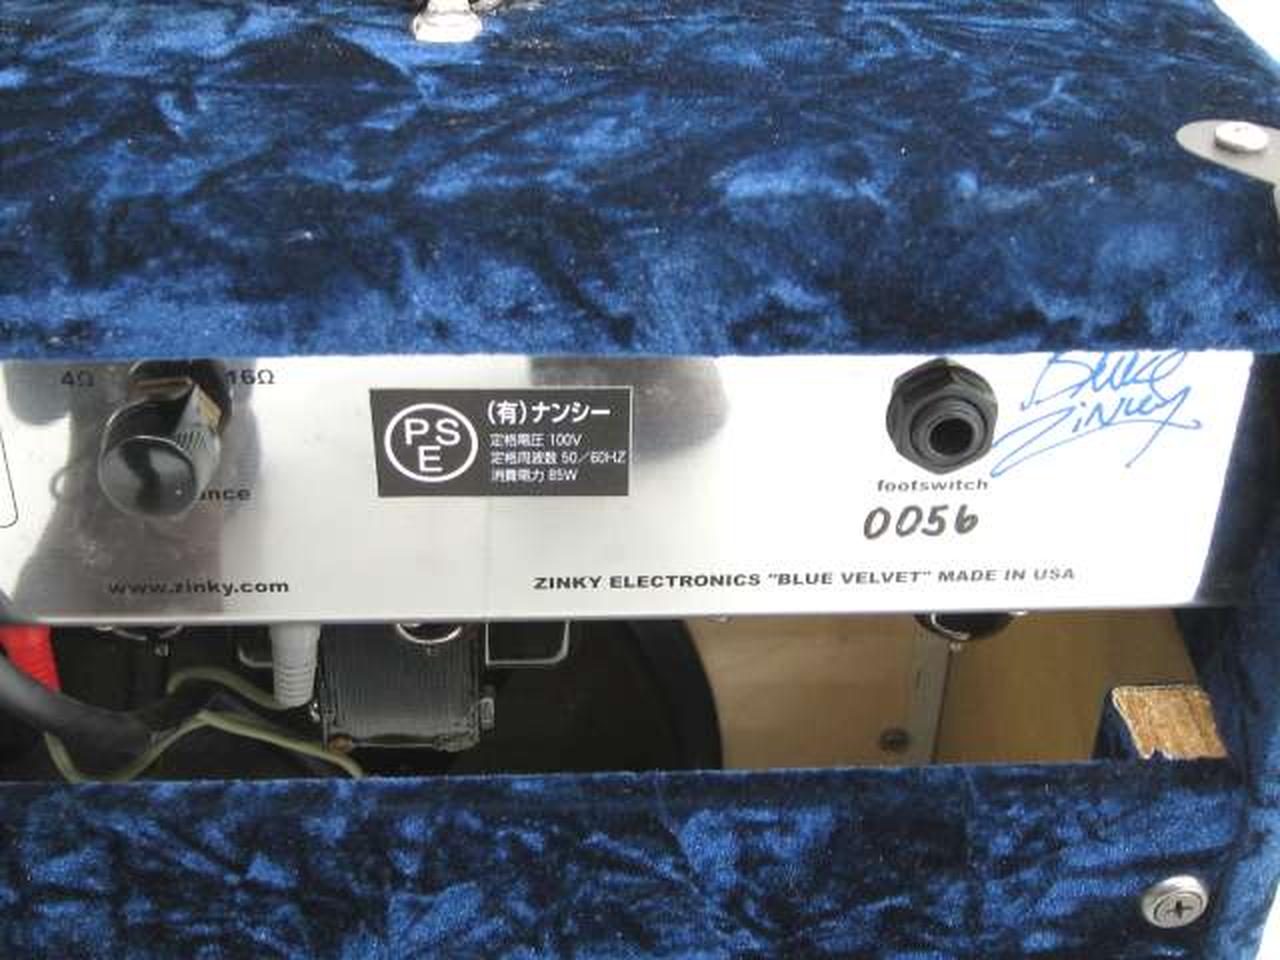 4Ω 16Ω
PSE
(有)ナンシー
定格電圧 100V
定格周波数 50/60HZ
消費電力 85W
Bruce
Zinky
footswitch
0056
www.zinky.com
ZINKY ELECTRONICS "BLUE VELVET" MADE IN USA